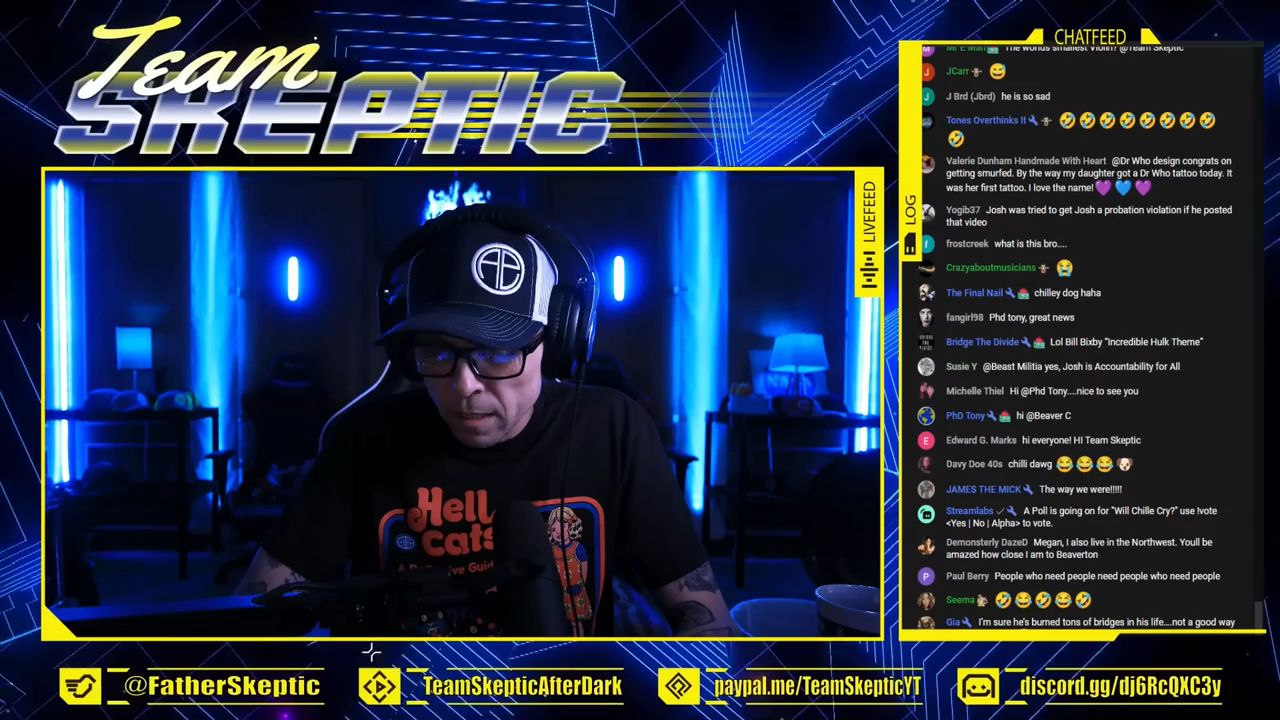 Team
SKEPTIC
CHATFEED
LOG
LIVEFEED
The worlds smallest violin? @Team Skeptic
JCarr
J Brd (Jbrd) he is so sad
Tones Overthinks It
Valerie Dunham Handmade With Heart @Dr Who design congrats on
getting smurfed. By the way my daughter got a Dr Who tattoo today. It
was her first tattoo. I love the name!
Yogib37 Josh was tried to get Josh a probation violation if he posted
that video
frostcreek what is this bro....
Crazyaboutmusicians
The Final Nail chilley dog haha
fangirl98 Phd tony, great news
Bridge The Divide Lol Bill Bixby “Incredible Hulk Theme”
Susie Y @Beast Militia yes, Josh is Accountability for All
Michelle Thiel Hi @Phd Tony....nice to see you
PhD Tony hi @Beaver C
Edward G. Marks hi everyone! HI Team Skeptic
Davy Doe 40s chilli dawg
JAMES THE MICK The way we were!!!!!
Streamlabs A Poll is going on for "Will Chille Cry?" use !vote
<Yes | No | Alpha> to vote.
Demonsterly DazeD Megan, I also live in the Northwest. Youll be
amazed how close I am to Beaverton
Paul Berry People who need people need people who need people
Seema
Gia I'm sure he's burned tons of bridges in his life....not a good way
Hell
Cats
@FatherSkeptic
TeamSkepticAfterDark
paypal.me/TeamSkepticYT
discord.gg/dj6RcQXC3y